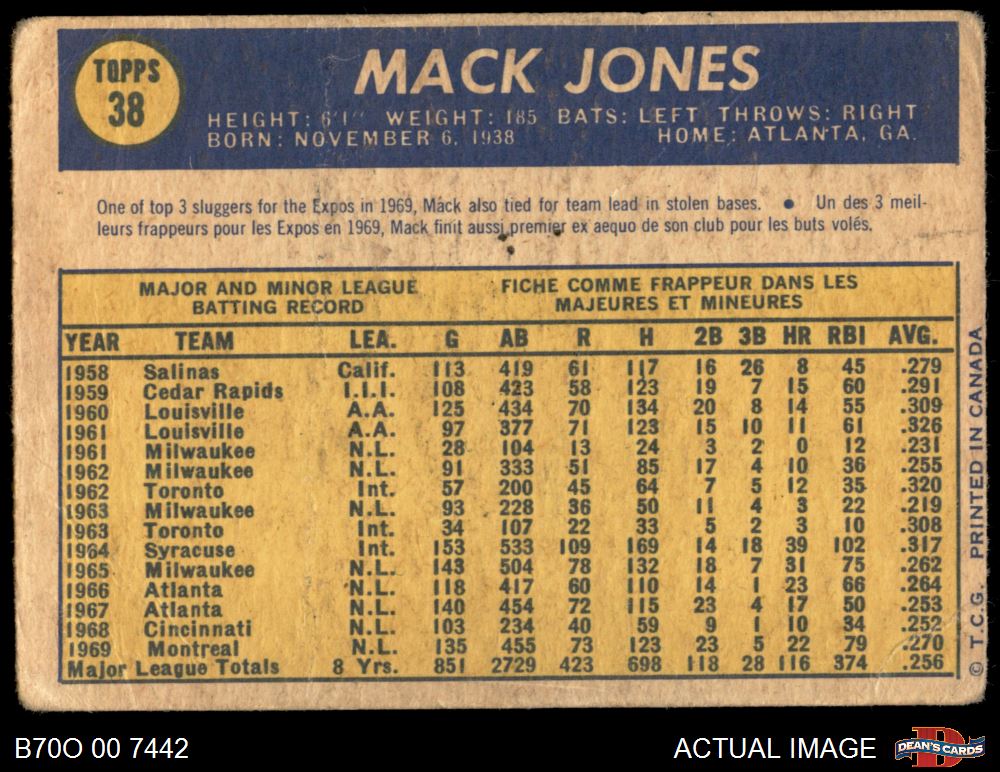 TOPPS
38
MACK JONES
HEIGHT: 6'1" WEIGHT: 185 BATS: LEFT THROWS: RIGHT
BORN: NOVEMBER 6, 1938 HOME: ATLANTA, GA.
One of top 3 sluggers for the Expos in 1969, Mack also tied for team lead in stolen bases. • Un des 3 meil-
leurs frappeurs pour les Expos en 1969, Mack finit aussi premier ex aequo de son club pour les buts volés.
MAJOR AND MINOR LEAGUE
BATTING RECORD
FICHE COMME FRAPPEUR DANS LES
MAJEURES ET MINEURES
YEAR TEAM LEA. G AB R H 2B 3B HR RBI AVG.
1958 Salinas Calif. 113 419 61 117 16 26 8 45 .279
1959 Cedar Rapids I.I.I. 108 423 58 123 19 7 15 60 .291
1960 Louisville A.A. 125 434 70 134 20 8 14 55 .309
1961 Louisville A.A. 97 377 71 123 15 10 11 61 .326
1961 Milwaukee N.L. 28 104 13 24 3 2 0 12 .231
1962 Milwaukee N.L. 91 333 51 85 17 4 10 36 .255
1962 Toronto Int. 57 200 45 64 7 5 12 35 .320
1963 Milwaukee N.L. 93 228 36 50 11 4 3 22 .219
1963 Toronto Int. 34 107 22 33 5 2 3 10 .308
1964 Syracuse Int. 153 533 109 169 14 18 39 102 .317
1965 Milwaukee N.L. 143 504 78 132 18 7 31 75 .262
1966 Atlanta N.L. 118 417 60 110 14 1 23 66 .264
1967 Atlanta N.L. 140 454 72 115 23 4 17 50 .253
1968 Cincinnati N.L. 103 234 40 59 9 1 10 34 .252
1969 Montreal N.L. 135 455 73 123 23 5 22 79 .270
Major League Totals 8 Yrs. 851 2729 423 698 118 28 116 374 .256
© T.C.G. PRINTED IN CANADA
B70O 00 7442
ACTUAL IMAGE
DEAN'S CARDS